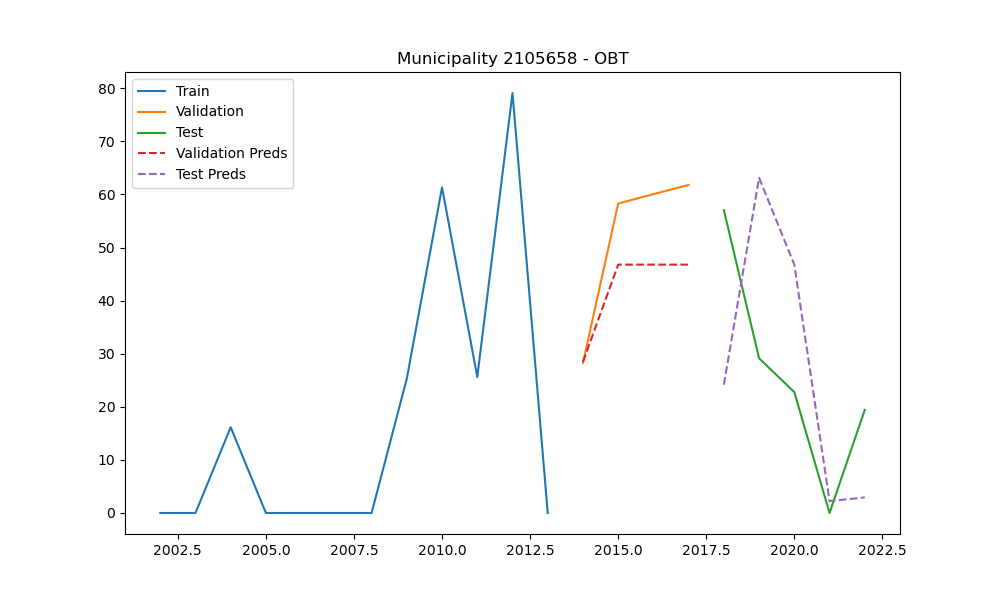 Municipality 2105658 - OBT
Train
Validation
Test
Validation Preds
Test Preds
80
70
60
50
40
30
20
10
0
2002.5 2005.0 2007.5 2010.0 2012.5 2015.0 2017.5 2020.0 2022.5